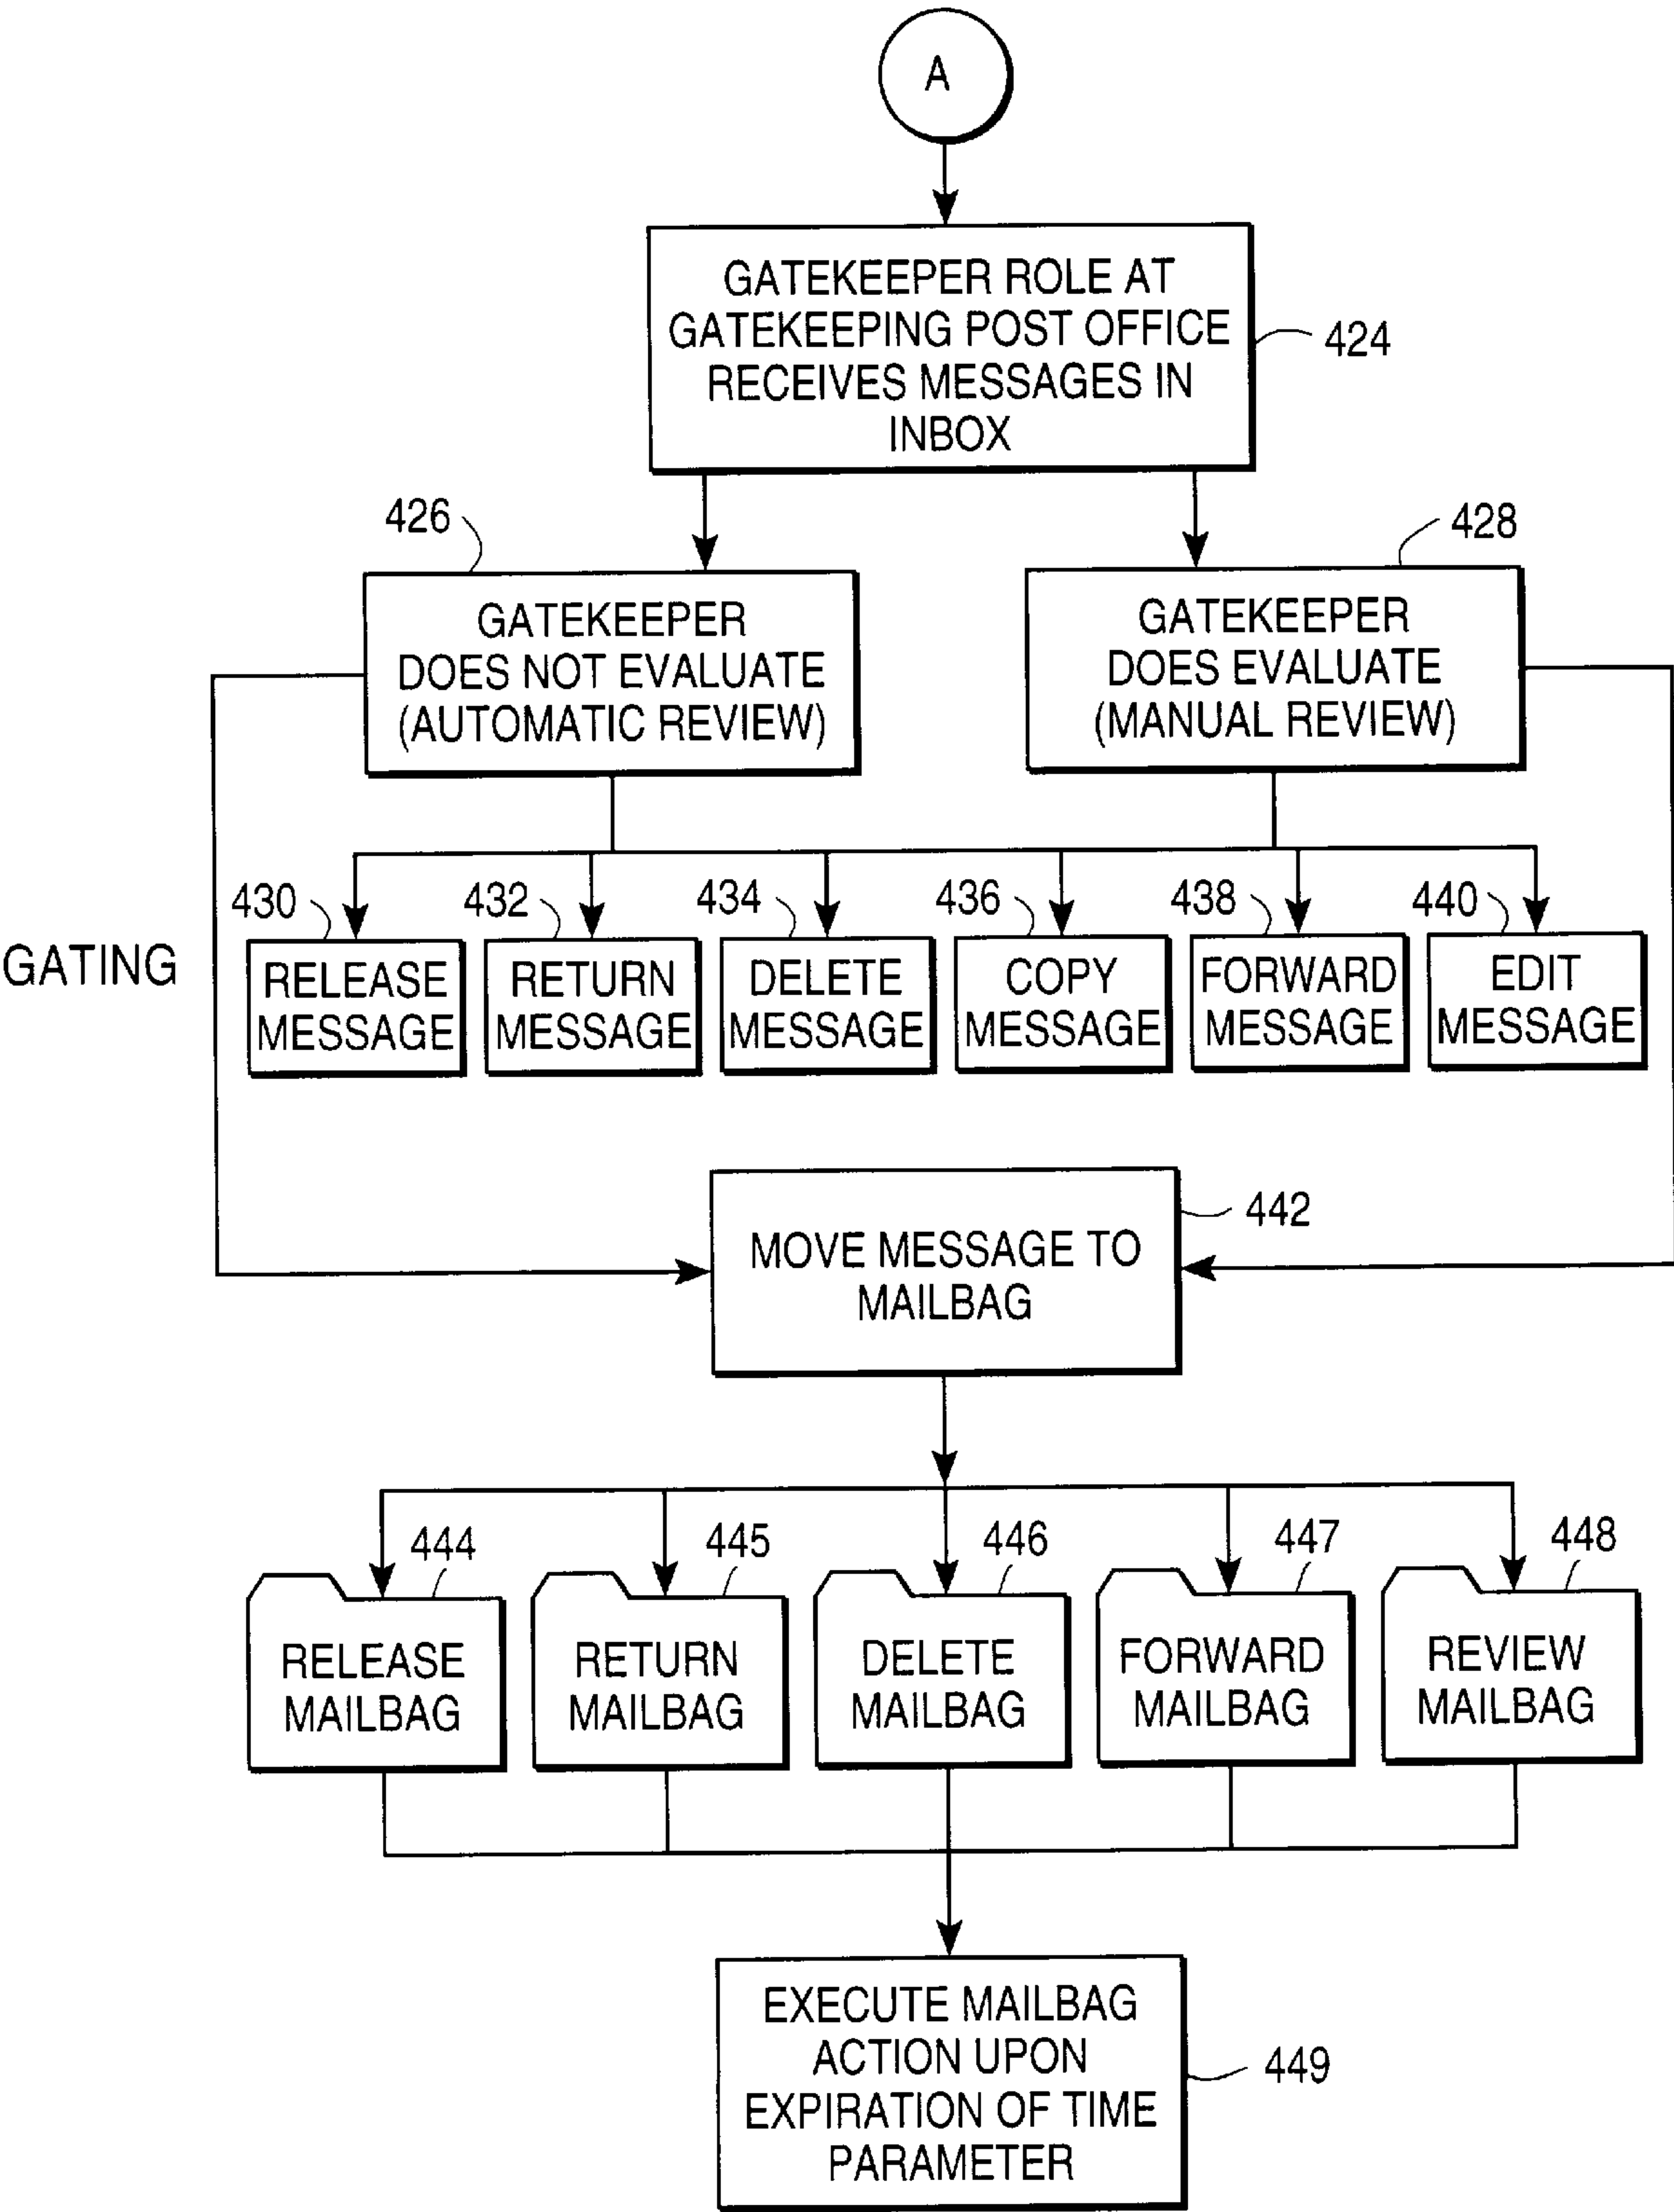 A
GATEKEEPER ROLE AT
GATEKEEPING POST OFFICE
RECEIVES MESSAGES IN
INBOX
424
426
428
GATEKEEPER
DOES NOT EVALUATE
(AUTOMATIC REVIEW)
GATEKEEPER
DOES EVALUATE
(MANUAL REVIEW)
GATING
430
432
434
436
438
440
RELEASE
MESSAGE
RETURN
MESSAGE
DELETE
MESSAGE
COPY
MESSAGE
FORWARD
MESSAGE
EDIT
MESSAGE
442
MOVE MESSAGE TO
MAILBAG
444
445
446
447
448
RELEASE
MAILBAG
RETURN
MAILBAG
DELETE
MAILBAG
FORWARD
MAILBAG
REVIEW
MAILBAG
EXECUTE MAILBAG
ACTION UPON
EXPIRATION OF TIME
PARAMETER
449